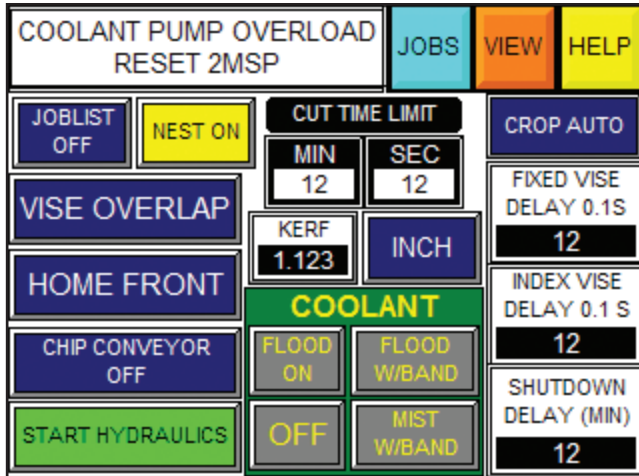 COOLANT PUMP OVERLOAD
RESET 2MSP
JOBS
VIEW
HELP
JOBLIST
OFF
NEST ON
CUT TIME LIMIT
MIN
SEC
12
12
CROP AUTO
VISE OVERLAP
KERF
1.123
INCH
FIXED VISE
DELAY 0.1S
12
HOME FRONT
COOLANT
INDEX VISE
DELAY 0.1 S
12
CHIP CONVEYOR
OFF
FLOOD
ON
FLOOD
W/BAND
START HYDRAULICS
OFF
MIST
W/BAND
SHUTDOWN
DELAY (MIN)
12